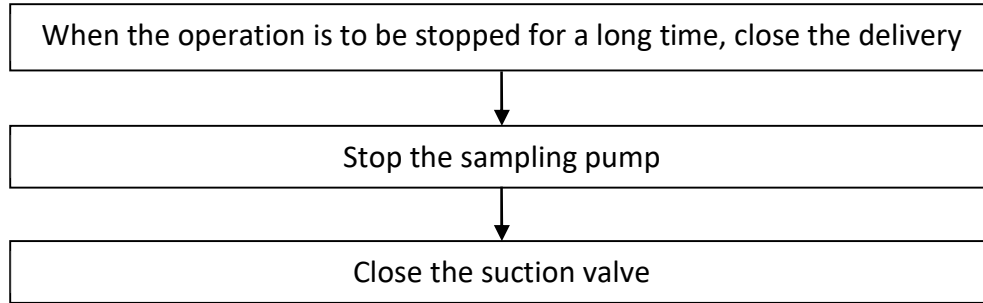 When the operation is to be stopped for a long time, close the delivery
Stop the sampling pump
Close the suction valve